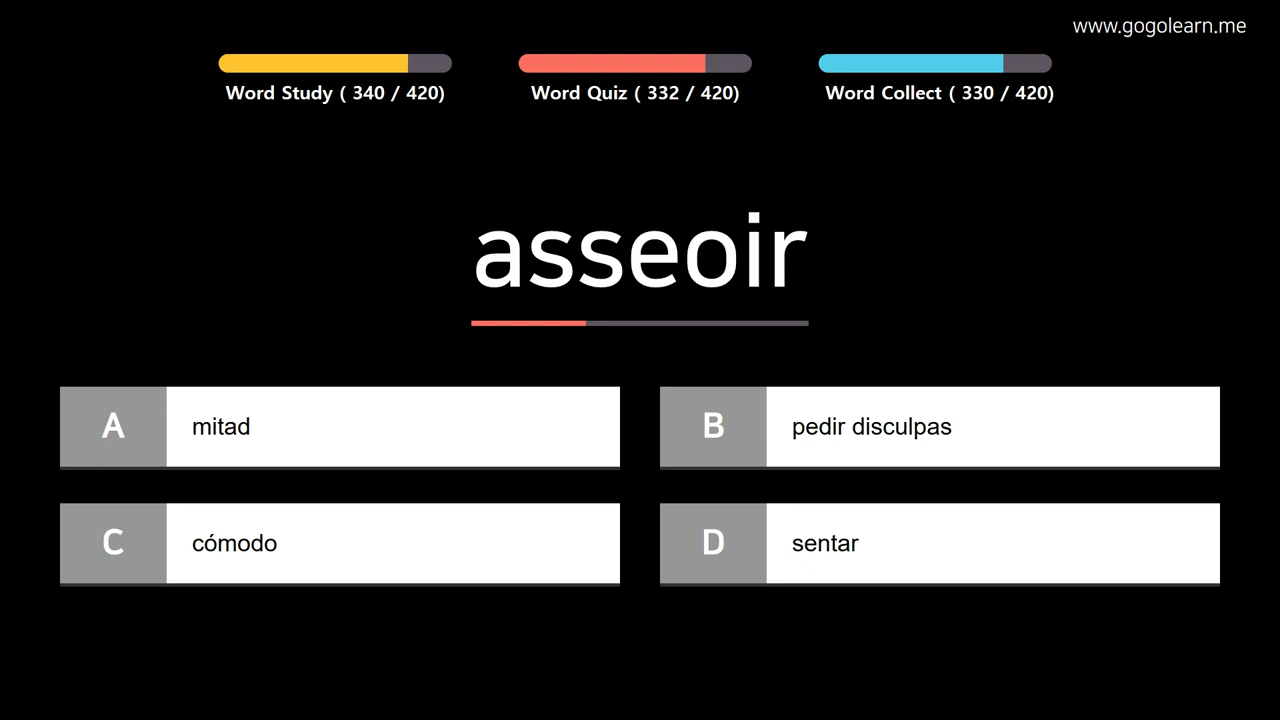 www.gogolearn.me
Word Study ( 340 / 420)
Word Quiz ( 332 / 420)
Word Collect ( 330 / 420)
asseoir
A mitad
B pedir disculpas
C cómodo
D sentar